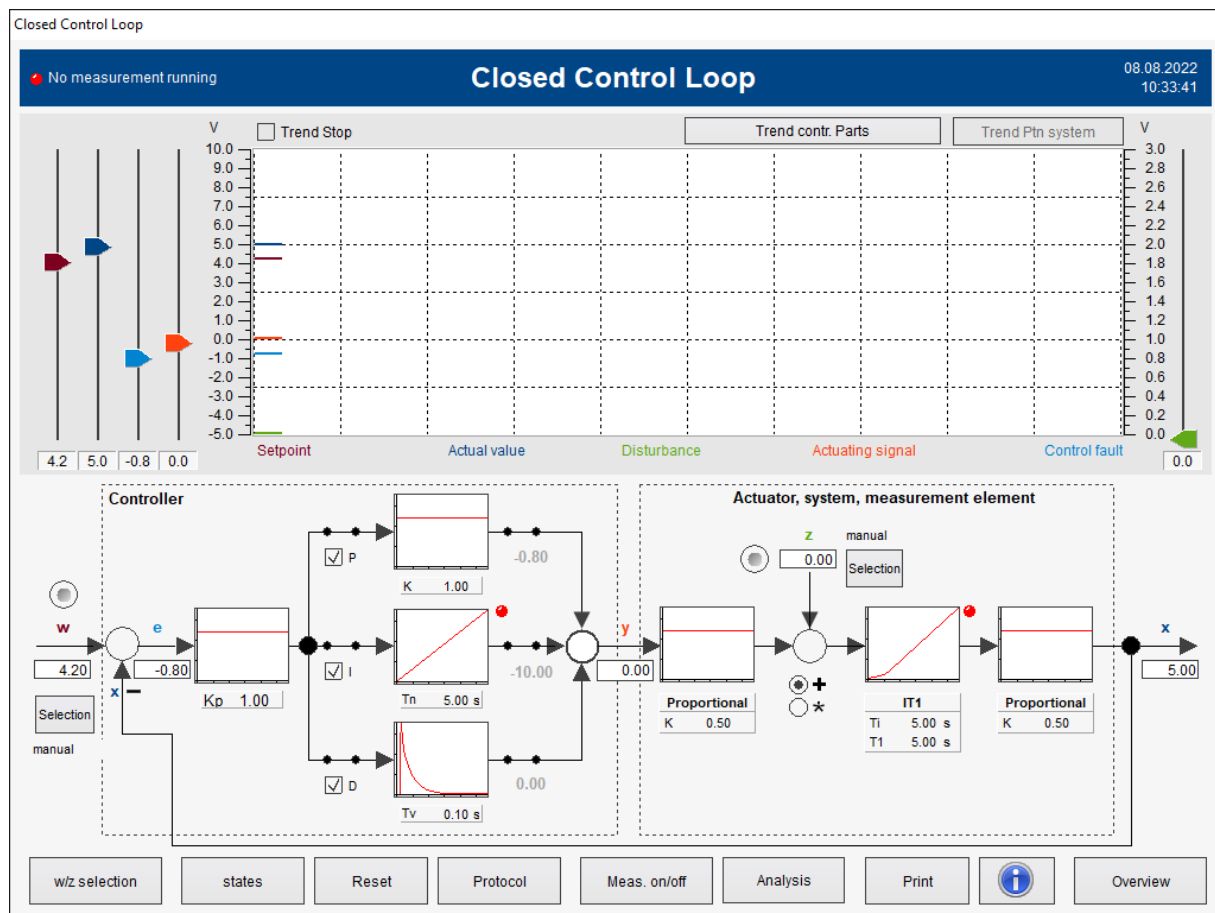 Closed Control Loop
No measurement running
Closed Control Loop
08.08.2022
10:33:41
V
Trend Stop
Trend contr. Parts
Trend Ptn system
V
10.0
9.0
8.0
7.0
6.0
5.0
4.0
3.0
2.0
1.0
0.0
-1.0
-2.0
-3.0
-4.0
-5.0
3.0
2.8
2.6
2.4
2.2
2.0
1.8
1.6
1.4
1.2
1.0
0.8
0.6
0.4
0.2
0.0
4.2 5.0 -0.8 0.0
Setpoint
Actual value
Disturbance
Actuating signal
Control fault
0.0
Controller
Actuator, system, measurement element
P
K 1.00
-0.80
z
manual
0.00
Selection
w
4.20
Selection
manual
x
e
-0.80
Kp 1.00
I
Tn 5.00 s
-10.00
y
0.00
Proportional
K 0.50
+
*
IT1
Ti 5.00 s
T1 5.00 s
Proportional
K 0.50
x
5.00
D
Tv 0.10 s
0.00
w/z selection
states
Reset
Protocol
Meas. on/off
Analysis
Print
i
Overview